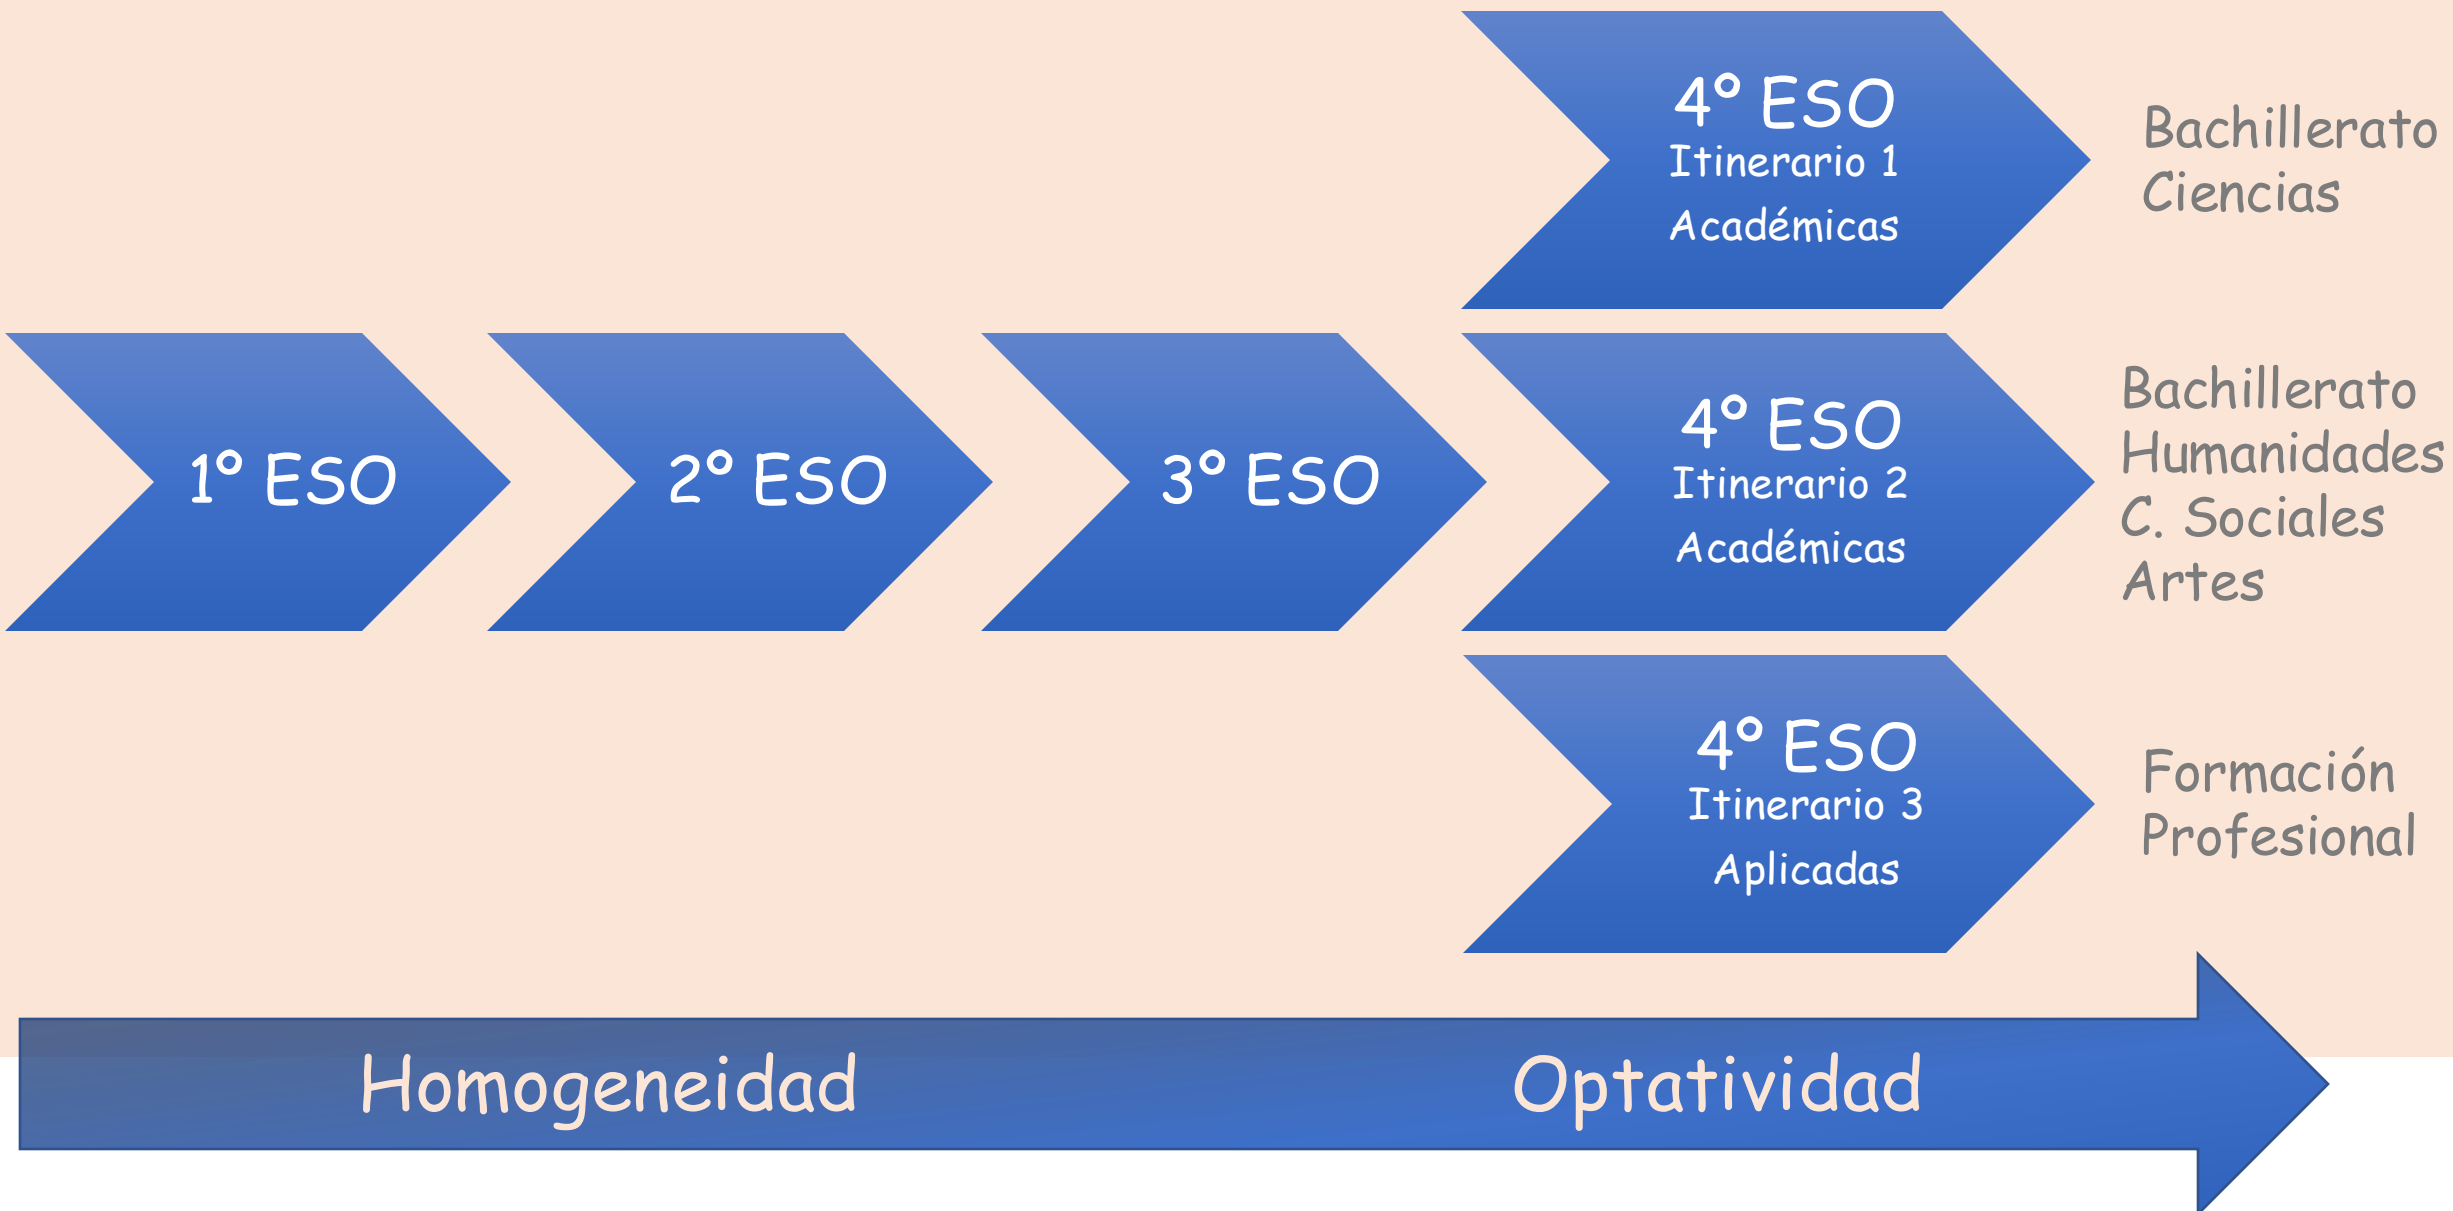 4º ESO
Itinerario 1
Académicas
Bachillerato
Ciencias
1º ESO
2º ESO
3º ESO
4º ESO
Itinerario 2
Académicas
Bachillerato
Humanidades
C. Sociales
Artes
4º ESO
Itinerario 3
Aplicadas
Formación
Profesional
Homogeneidad
Optatividad